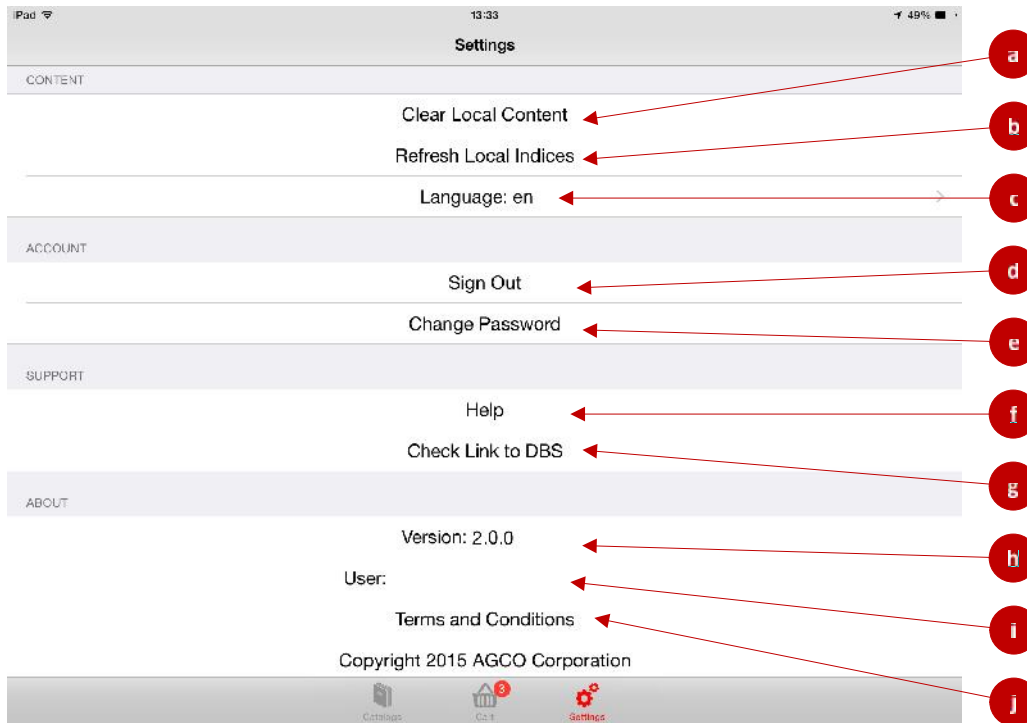 iPad 13:33 49%
Settings
a
CONTENT
Clear Local Content
b
Refresh Local Indices
Language: en
c
ACCOUNT
d
Sign Out
Change Password
e
SUPPORT
Help
f
Check Link to DBS
g
ABOUT
Version: 2.0.0
h
User:
Terms and Conditions
i
Copyright 2015 AGCO Corporation
3
j
Catalogs Cart Settings